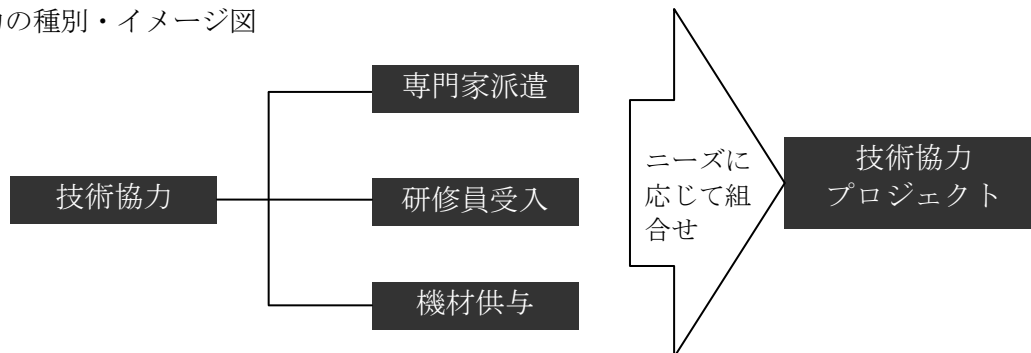 の種別・イメージ図
専門家派遣
技術協力
研修員受入
機材供与
ニーズに
応じて組
合せ
技術協力
プロジェクト